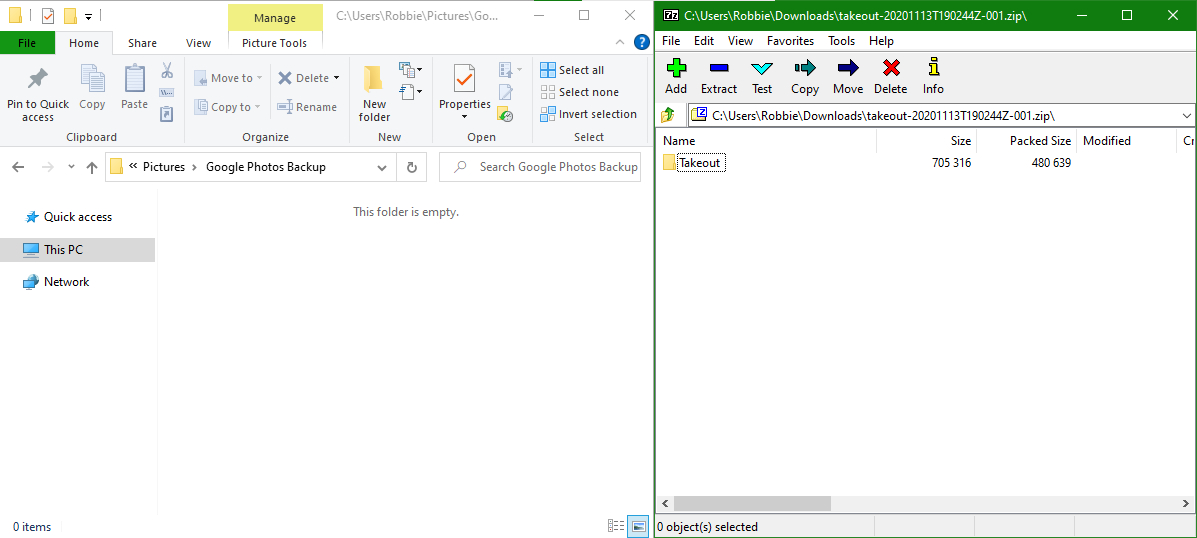 Manage
C:\Users\Robbie\Pictures\Go...
File
Home
Share
View
Picture Tools
Pin to Quick access
Copy
Paste
Move to
Copy to
Delete
Rename
New folder
Properties
Select all
Select none
Invert selection
Clipboard
Organize
New
Open
Select
« Pictures > Google Photos Backup
Search Google Photos Backup
Quick access
This PC
Network
This folder is empty.
0 items
C:\Users\Robbie\Downloads\takeout-20201113T190244Z-001.zip\
File Edit View Favorites Tools Help
Add Extract Test Copy Move Delete Info
C:\Users\Robbie\Downloads\takeout-20201113T190244Z-001.zip\
Name Size Packed Size Modified Cr
Takeout 705 316 480 639
0 object(s) selected